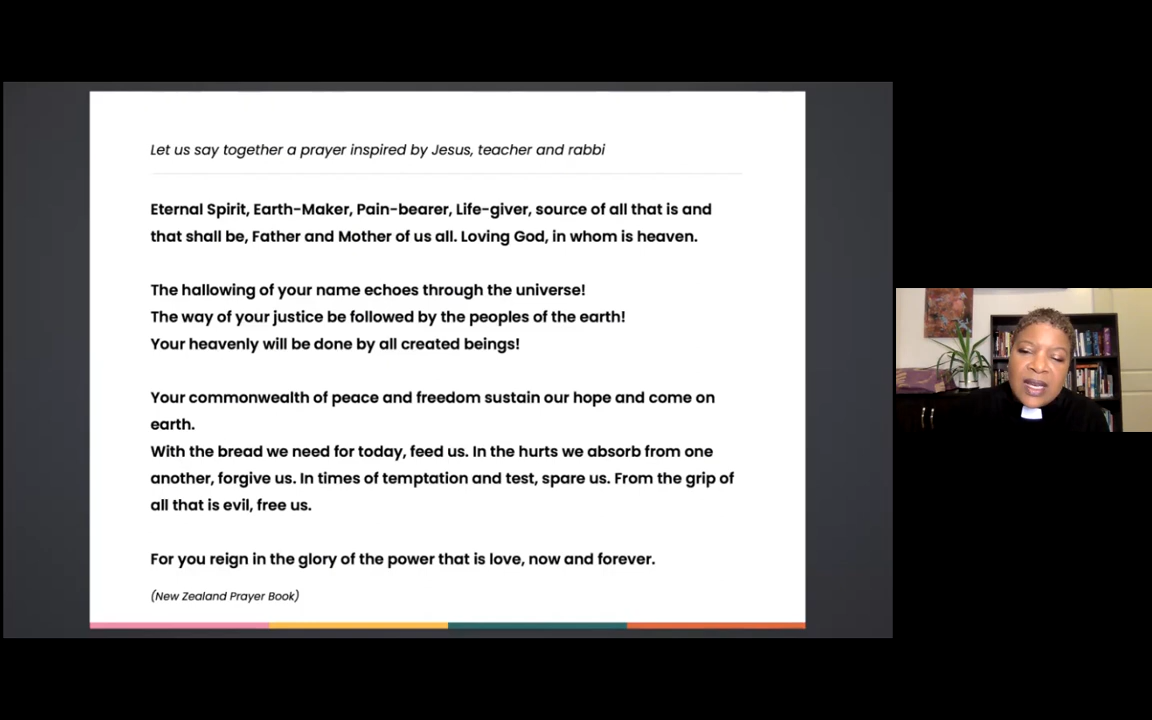 Let us say together a prayer inspired by Jesus, teacher and rabbi
Eternal Spirit, Earth-Maker, Pain-bearer, Life-giver, source of all that is and
that shall be, Father and Mother of us all. Loving God, in whom is heaven.
The hallowing of your name echoes through the universe!
The way of your justice be followed by the peoples of the earth!
Your heavenly will be done by all created beings!
Your commonwealth of peace and freedom sustain our hope and come on
earth.
With the bread we need for today, feed us. In the hurts we absorb from one
another, forgive us. In times of temptation and test, spare us. From the grip of
all that is evil, free us.
For you reign in the glory of the power that is love, now and forever.
(New Zealand Prayer Book)